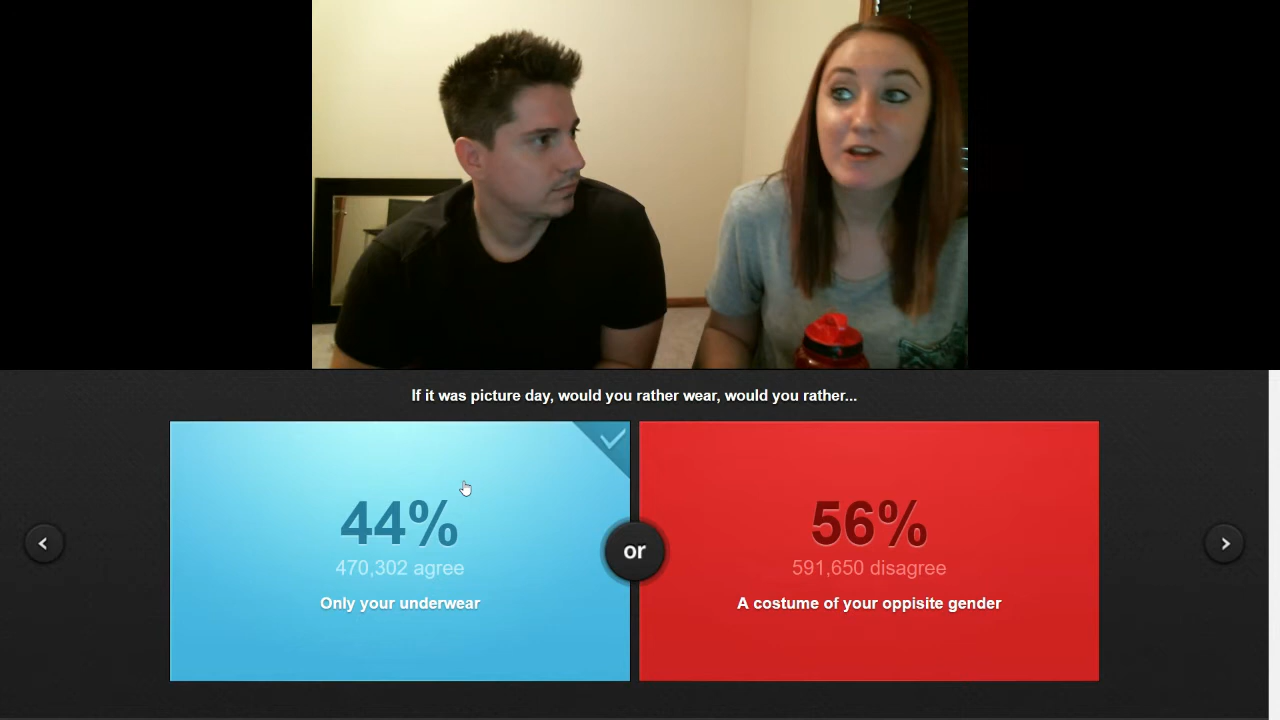 If it was picture day, would you rather wear, would you rather...
44%
470,302 agree
Only your underwear
or
56%
591,650 disagree
A costume of your oppisite gender